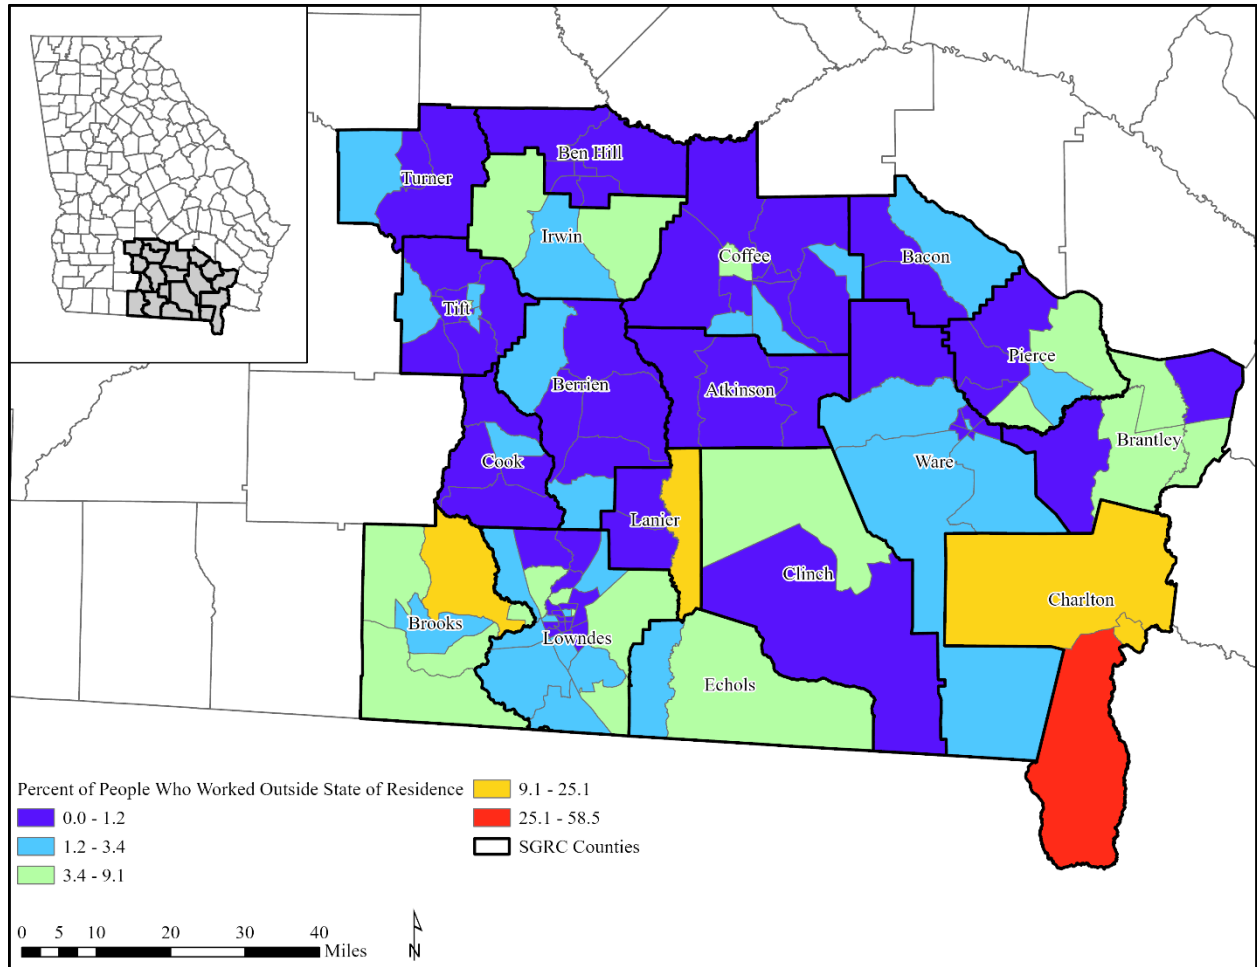 Ben Hill
Turner
Irwin
Coffee
Bacon
Tift
Pierce
Berrien
Atkinson
Brantley
Cook
Ware
Lanier
Clinch
Charlton
Brooks
Lowndes
Echols
Percent of People Who Worked Outside State of Residence
0.0 - 1.2
1.2 - 3.4
3.4 - 9.1
9.1 - 25.1
25.1 - 58.5
SGRC Counties
0 5 10 20 30 40
Miles
N